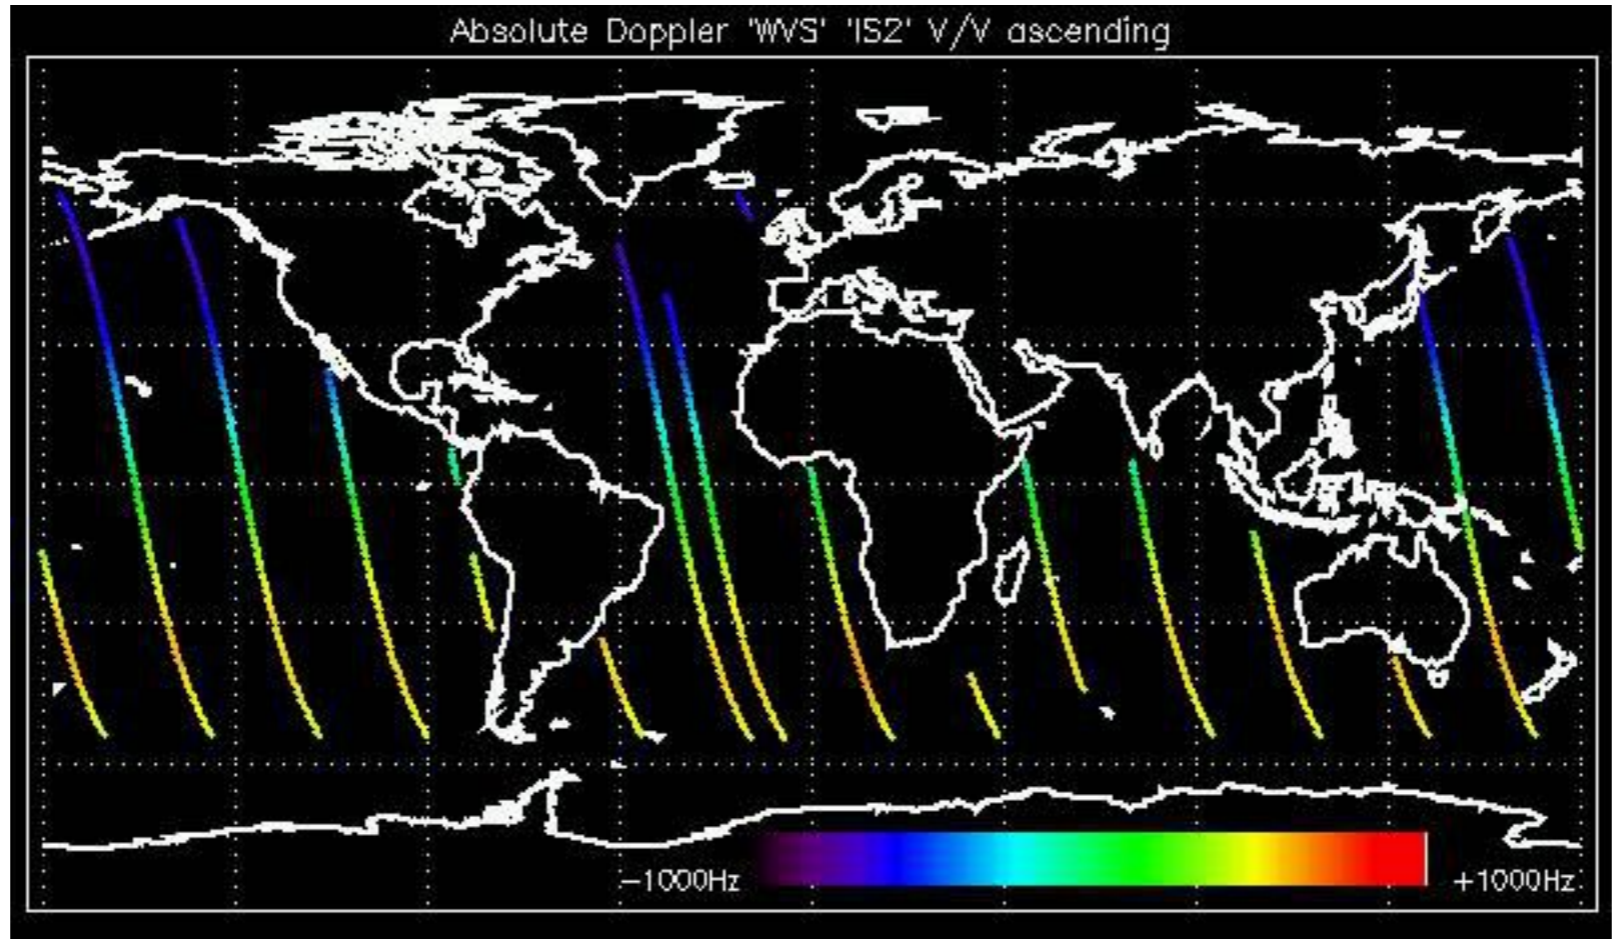 Absolute Doppler 'WVS' 'IS2' V/V ascending
−1000Hz
+1000Hz